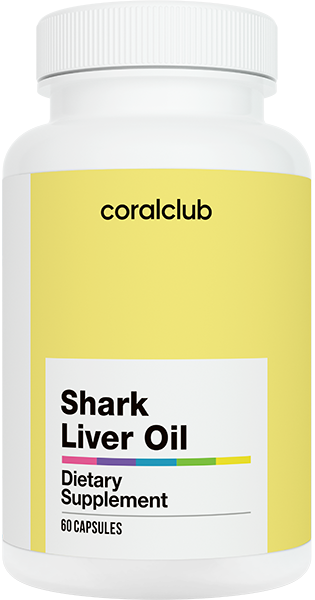 coralclub
Shark
Liver Oil
Dietary
Supplement
60 CAPSULES